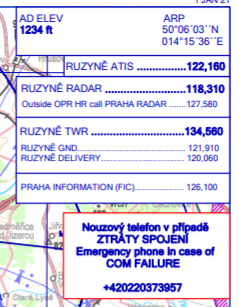 1 JAN 21
AD ELEV
1234 ft
ARP
50°06´03´´N
014°15´36´´E
RUZYNĚ ATIS ...............122,160
RUZYNĚ RADAR ...................118,310
Outside OPR HR call PRAHA RADAR .......127,580
RUZYNĚ TWR .......................134,560
RUZYNĚ GND............................121,910
RUZYNĚ DELIVERY.....................120,060
PRAHA INFORMATION (FIC)................... 126,100
Nouzový telefon v případě
ZTRÁTY SPOJENÍ
Emergency phone in case of
COM FAILURE
+420220373957